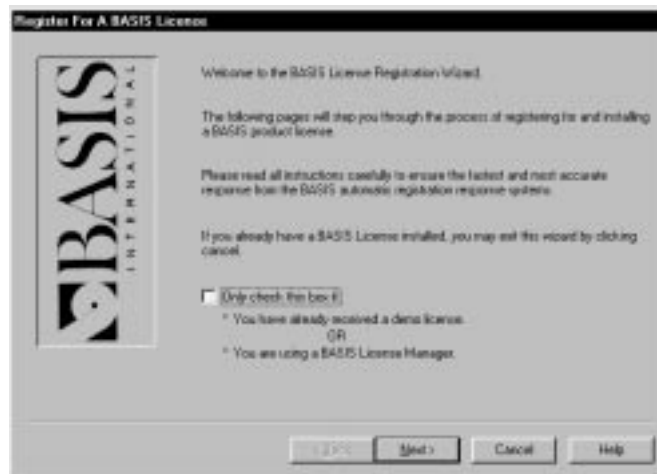 Register For A BASIS License
BASIS
INTERNATIONAL
Welcome to the BASIS License Registration Wizard.
The following pages will step you through the process of registering for and installing
a BASIS product license.
Please read all instructions carefully to ensure the fastest and most accurate
response from the BASIS automatic registration response systems.
If you already have a BASIS License installed, you may exit this wizard by clicking
cancel.
Only check this box if:
* You have already received a demo license.
OR
* You are using a BASIS License Manager.
< Back
Next >
Cancel
Help